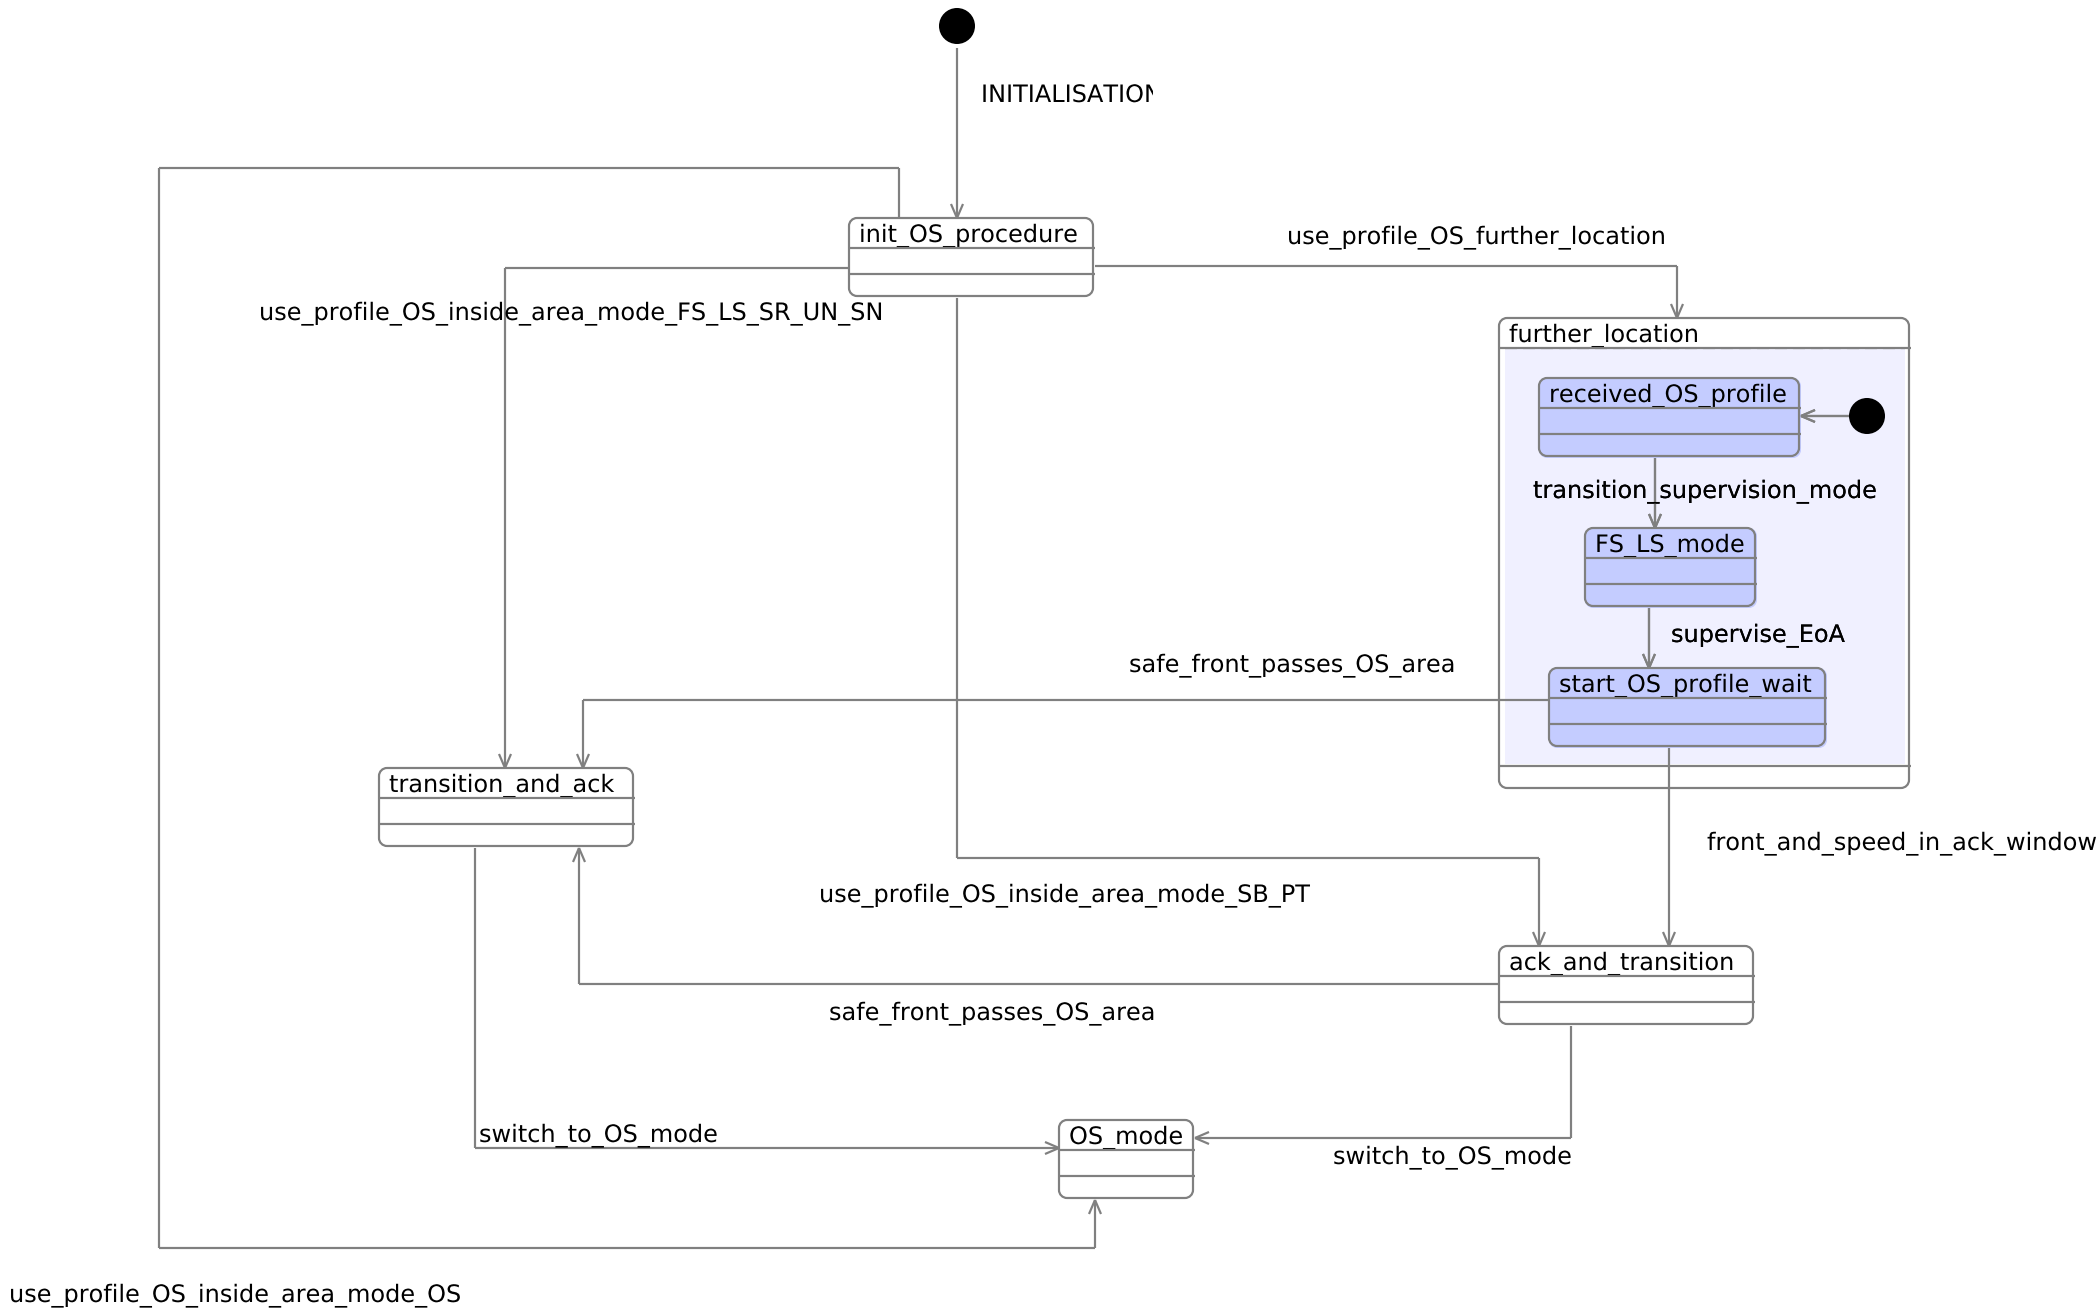 INITIALISATION
init_OS_procedure
use_profile_OS_further_location
use_profile_OS_inside_area_mode_FS_LS_SR_UN_SN
further_location
received_OS_profile
transition_supervision_mode
FS_LS_mode
supervise_EoA
safe_front_passes_OS_area
start_OS_profile_wait
transition_and_ack
front_and_speed_in_ack_window
use_profile_OS_inside_area_mode_SB_PT
ack_and_transition
safe_front_passes_OS_area
switch_to_OS_mode
OS_mode
switch_to_OS_mode
use_profile_OS_inside_area_mode_OS